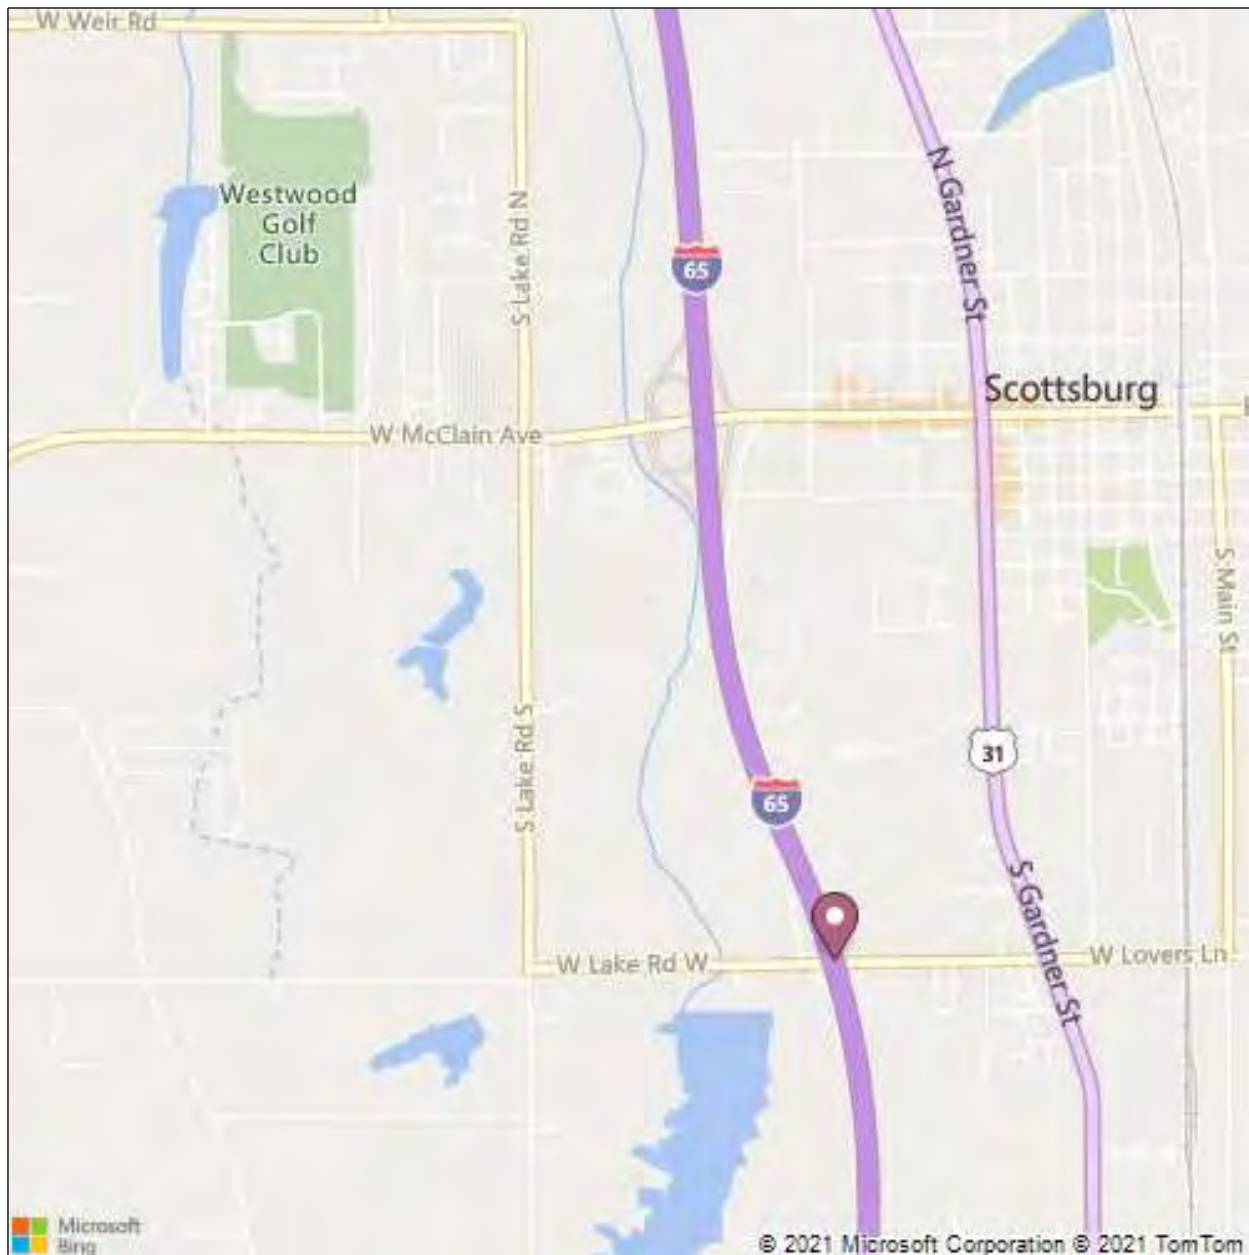 W Weir Rd
Westwood
Golf
Club
S Lake Rd N
65
N Gardner St
Scottsburg
W McClain Ave
S Main St
S Lake Rd S
31
65
S Gardner St
W Lake Rd W
W Lovers Ln
Microsoft
Bing
© 2021 Microsoft Corporation © 2021 TomTom